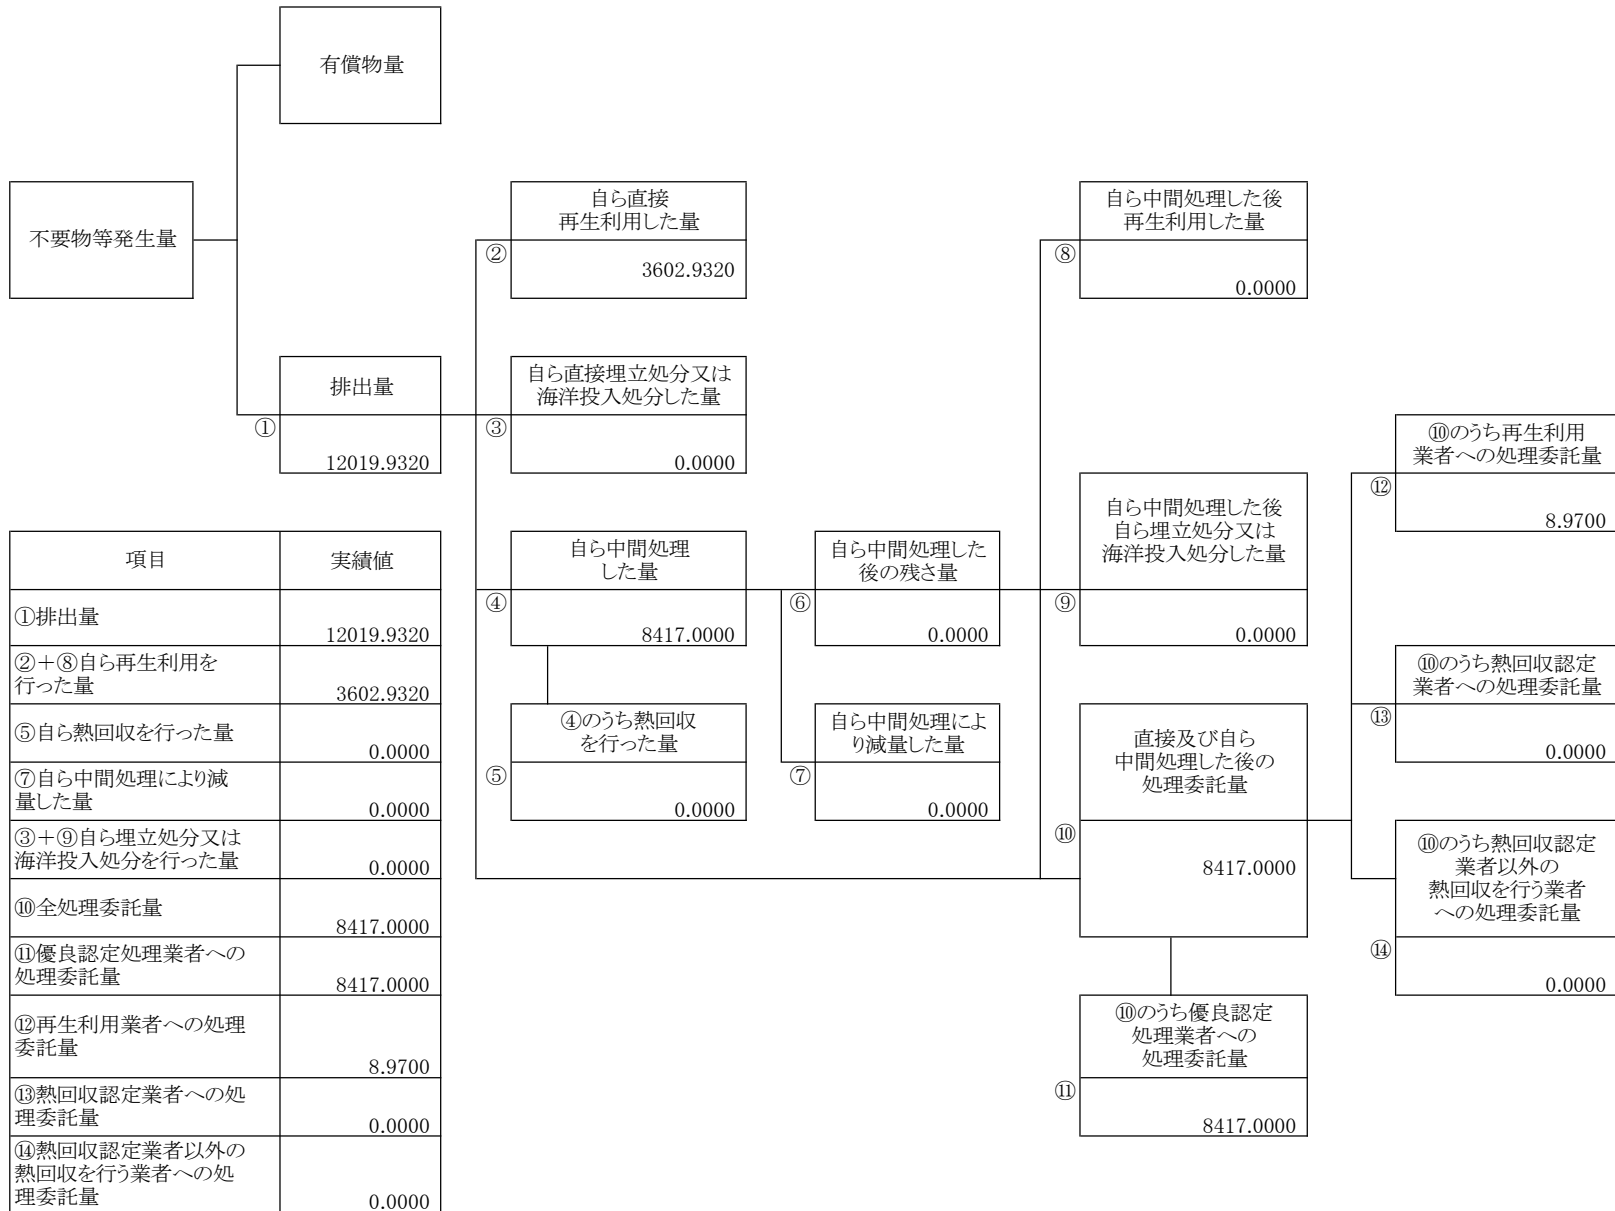 有償物量
不要物等発生量
自ら直接
再生利用した量
②
3602.9320
自ら中間処理した後
再生利用した量
⑧
0.0000
排出量
①
12019.9320
自ら直接埋立処分又は
海洋投入処分した量
③
0.0000
⑩のうち再生利用
業者への処理委託量
⑫
8.9700
自ら中間処理した後
自ら埋立処分又は
海洋投入処分した量
⑨
0.0000
自ら中間処理
した量
④
8417.0000
自ら中間処理した
後の残さ量
⑥
0.0000
⑩のうち熱回収認定
業者への処理委託量
⑬
0.0000
④のうち熱回収
を行った量
⑤
0.0000
自ら中間処理によ
り減量した量
⑦
0.0000
直接及び自ら
中間処理した後の
処理委託量
⑩
8417.0000
⑩のうち熱回収認定
業者以外の
熱回収を行う業者
への処理委託量
⑭
0.0000
⑩のうち優良認定
処理業者への
処理委託量
⑪
8417.0000
項目 実績値
①排出量
12019.9320
②+⑧自ら再生利用を
行った量
3602.9320
⑤自ら熱回収を行った量
0.0000
⑦自ら中間処理により減
量した量
0.0000
③+⑨自ら埋立処分又は
海洋投入処分を行った量
0.0000
⑩全処理委託量
8417.0000
⑪優良認定処理業者への
処理委託量
8417.0000
⑫再生利用業者への処理
委託量
8.9700
⑬熱回収認定業者への処
理委託量
0.0000
⑭熱回収認定業者以外の
熱回収を行う業者への処
理委託量
0.0000